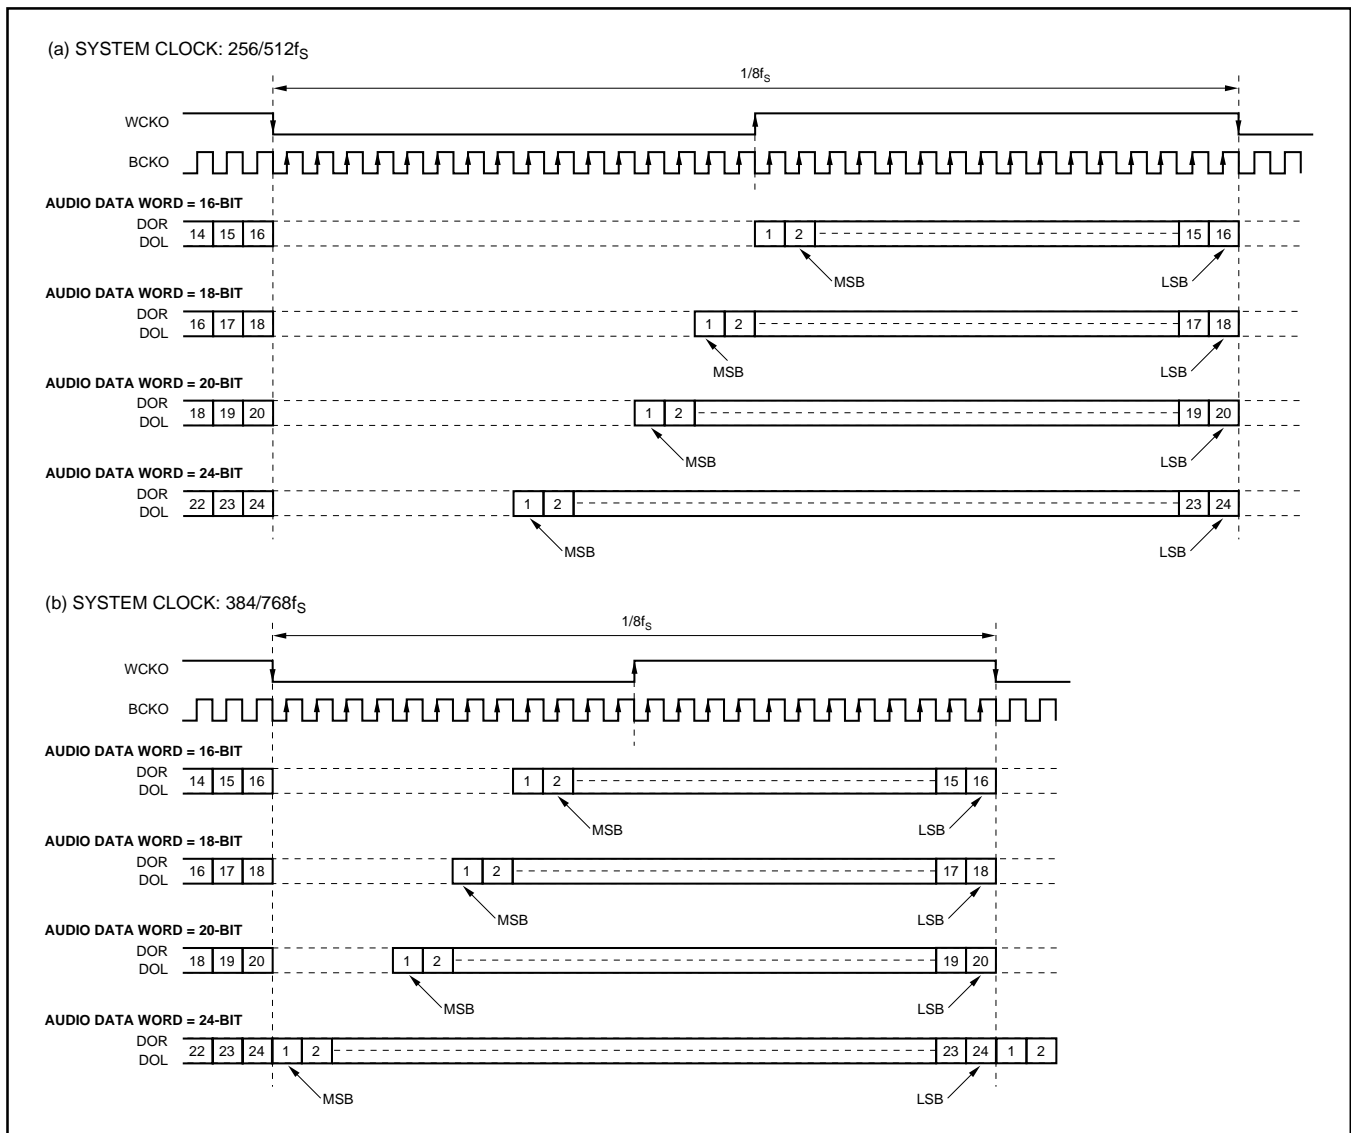 (a) SYSTEM CLOCK: 256/512fS
1/8fS
WCKO
BCKO
AUDIO DATA WORD = 16-BIT
DOR
DOL
14 15 16 1 2 15 16
MSB LSB
AUDIO DATA WORD = 18-BIT
DOR
DOL
16 17 18 1 2 17 18
MSB LSB
AUDIO DATA WORD = 20-BIT
DOR
DOL
18 19 20 1 2 19 20
MSB LSB
AUDIO DATA WORD = 24-BIT
DOR
DOL
22 23 24 1 2 23 24
MSB LSB
(b) SYSTEM CLOCK: 384/768fS
1/8fS
WCKO
BCKO
AUDIO DATA WORD = 16-BIT
DOR
DOL
14 15 16 1 2 15 16
MSB LSB
AUDIO DATA WORD = 18-BIT
DOR
DOL
16 17 18 1 2 17 18
MSB LSB
AUDIO DATA WORD = 20-BIT
DOR
DOL
18 19 20 1 2 19 20
MSB LSB
AUDIO DATA WORD = 24-BIT
DOR
DOL
22 23 24 1 2 23 24 1 2
MSB LSB